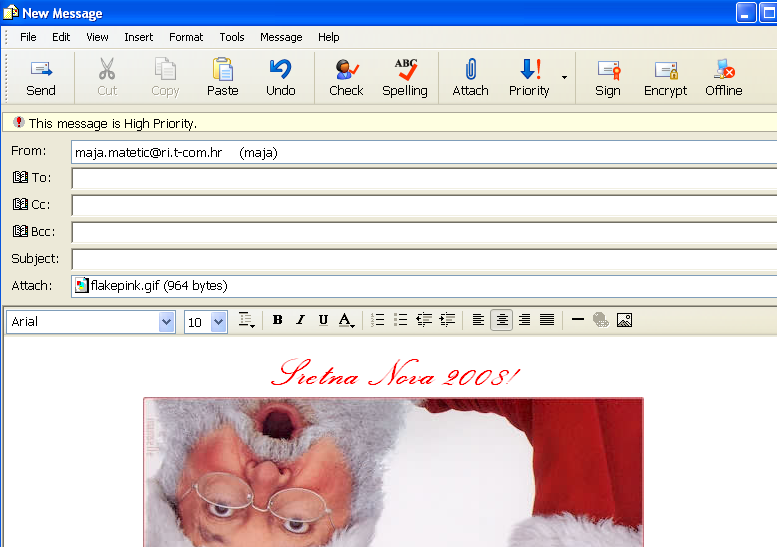 New Message
File Edit View Insert Format Tools Message Help
Send Cut Copy Paste Undo Check Spelling Attach Priority Sign Encrypt Offline
This message is High Priority.
From: maja.matetic@ri.t-com.hr (maja)
To:
Cc:
Bcc:
Subject:
Attach: flakepink.gif (964 bytes)
Arial 10 B I U A
Sretna Nova 2008!